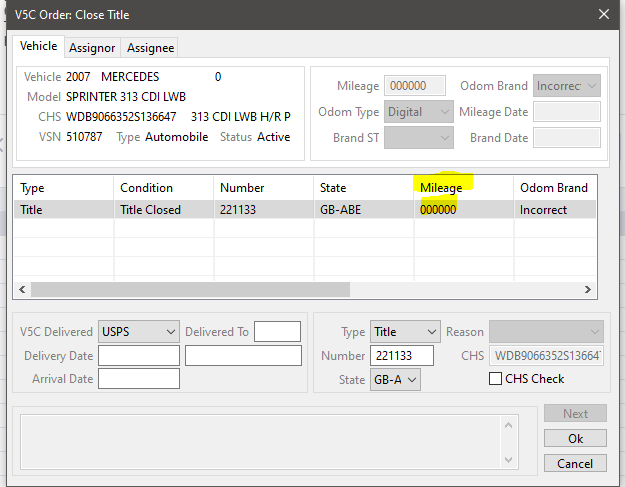 V5C Order: Close Title
Vehicle Assignor Assignee
Vehicle 2007 MERCEDES 0
Model SPRINTER 313 CDI LWB
CHS WDB9066352S136647 313 CDI LWB H/R P
VSN 510787 Type Automobile Status Active
Mileage 000000 Odom Brand Incorrec
Odom Type Digital Mileage Date
Brand ST Brand Date
Type Condition Number State Mileage Odom Brand
Title Title Closed 221133 GB-ABE 000000 Incorrect
V5C Delivered USPS Delivered To
Delivery Date
Arrival Date
Type Title Reason
Number 221133 CHS WDB9066352S13664
State GB-A CHS Check
Next
Ok
Cancel